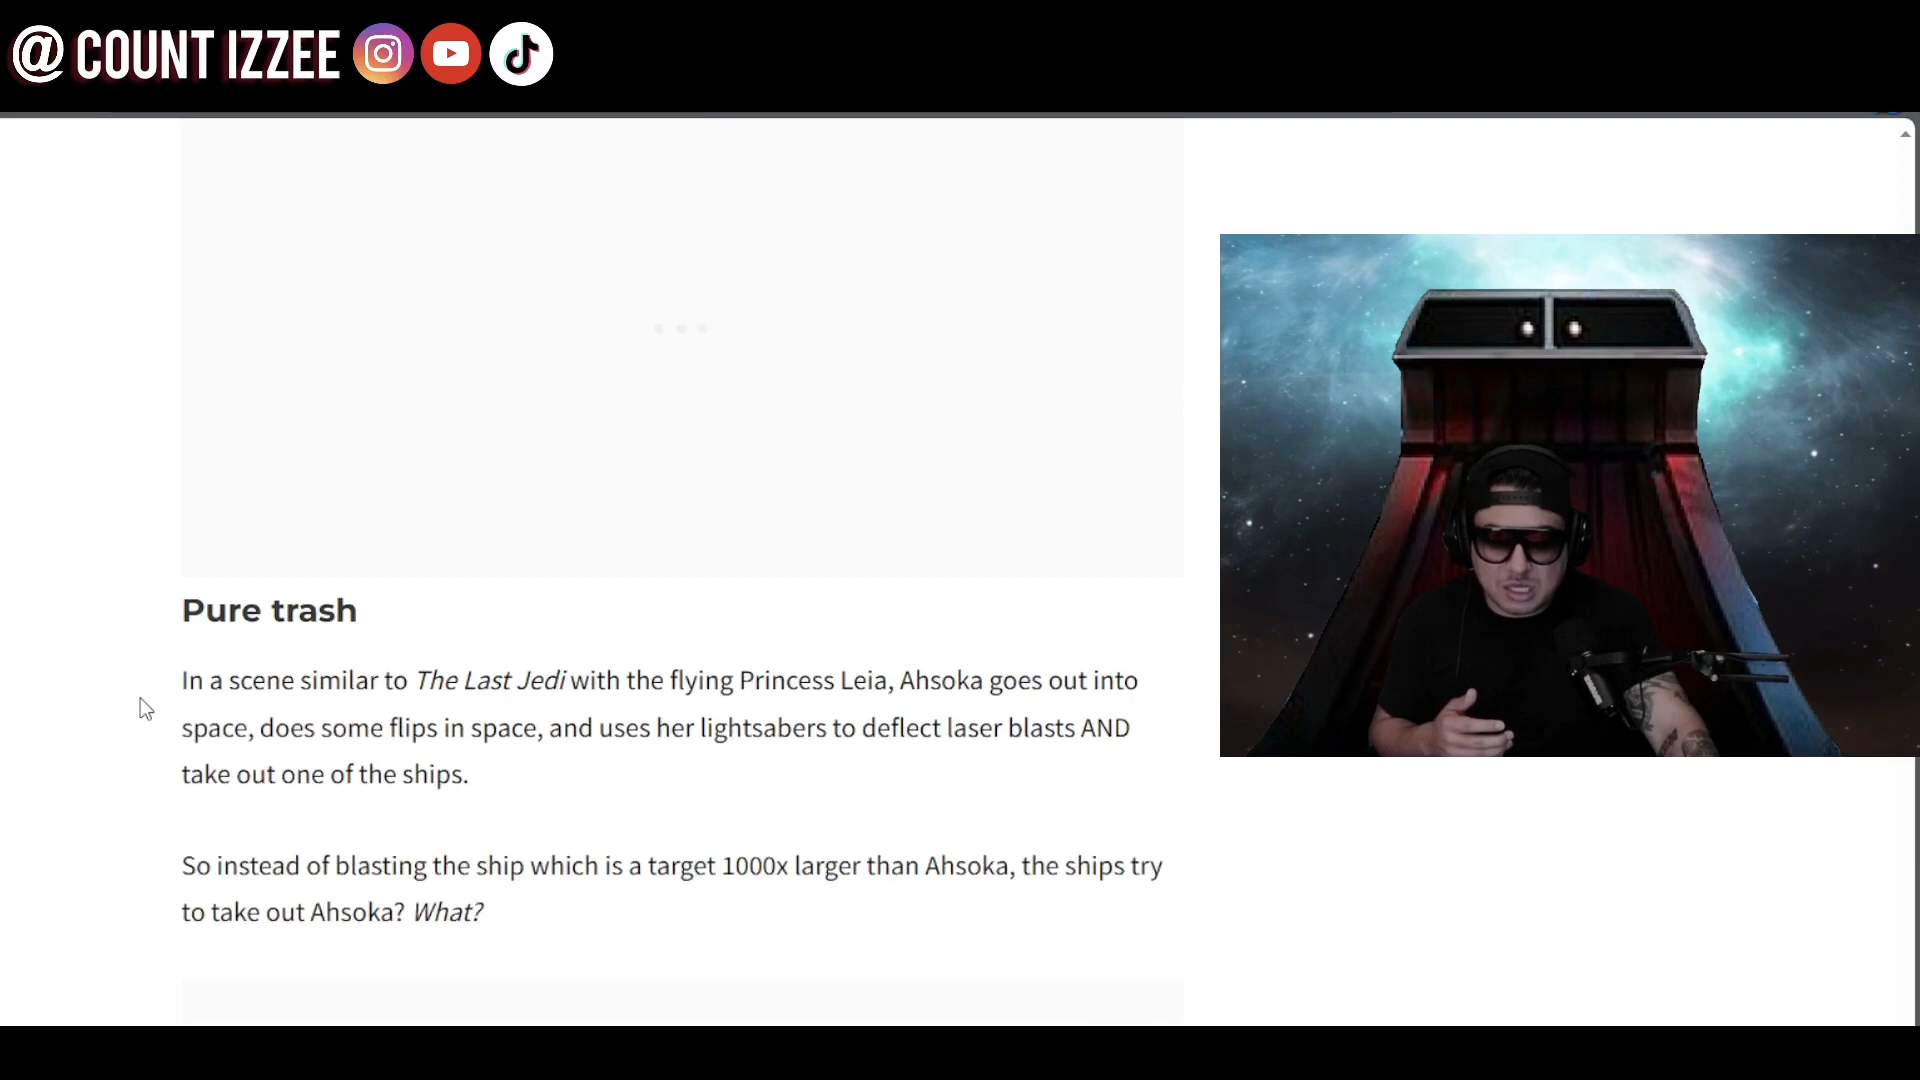 @ COUNT IZZEE
Pure trash
In a scene similar to The Last Jedi with the flying Princess Leia, Ahsoka goes out into
space, does some flips in space, and uses her lightsabers to deflect laser blasts AND
take out one of the ships.
So instead of blasting the ship which is a target 1000x larger than Ahsoka, the ships try
to take out Ahsoka? What?